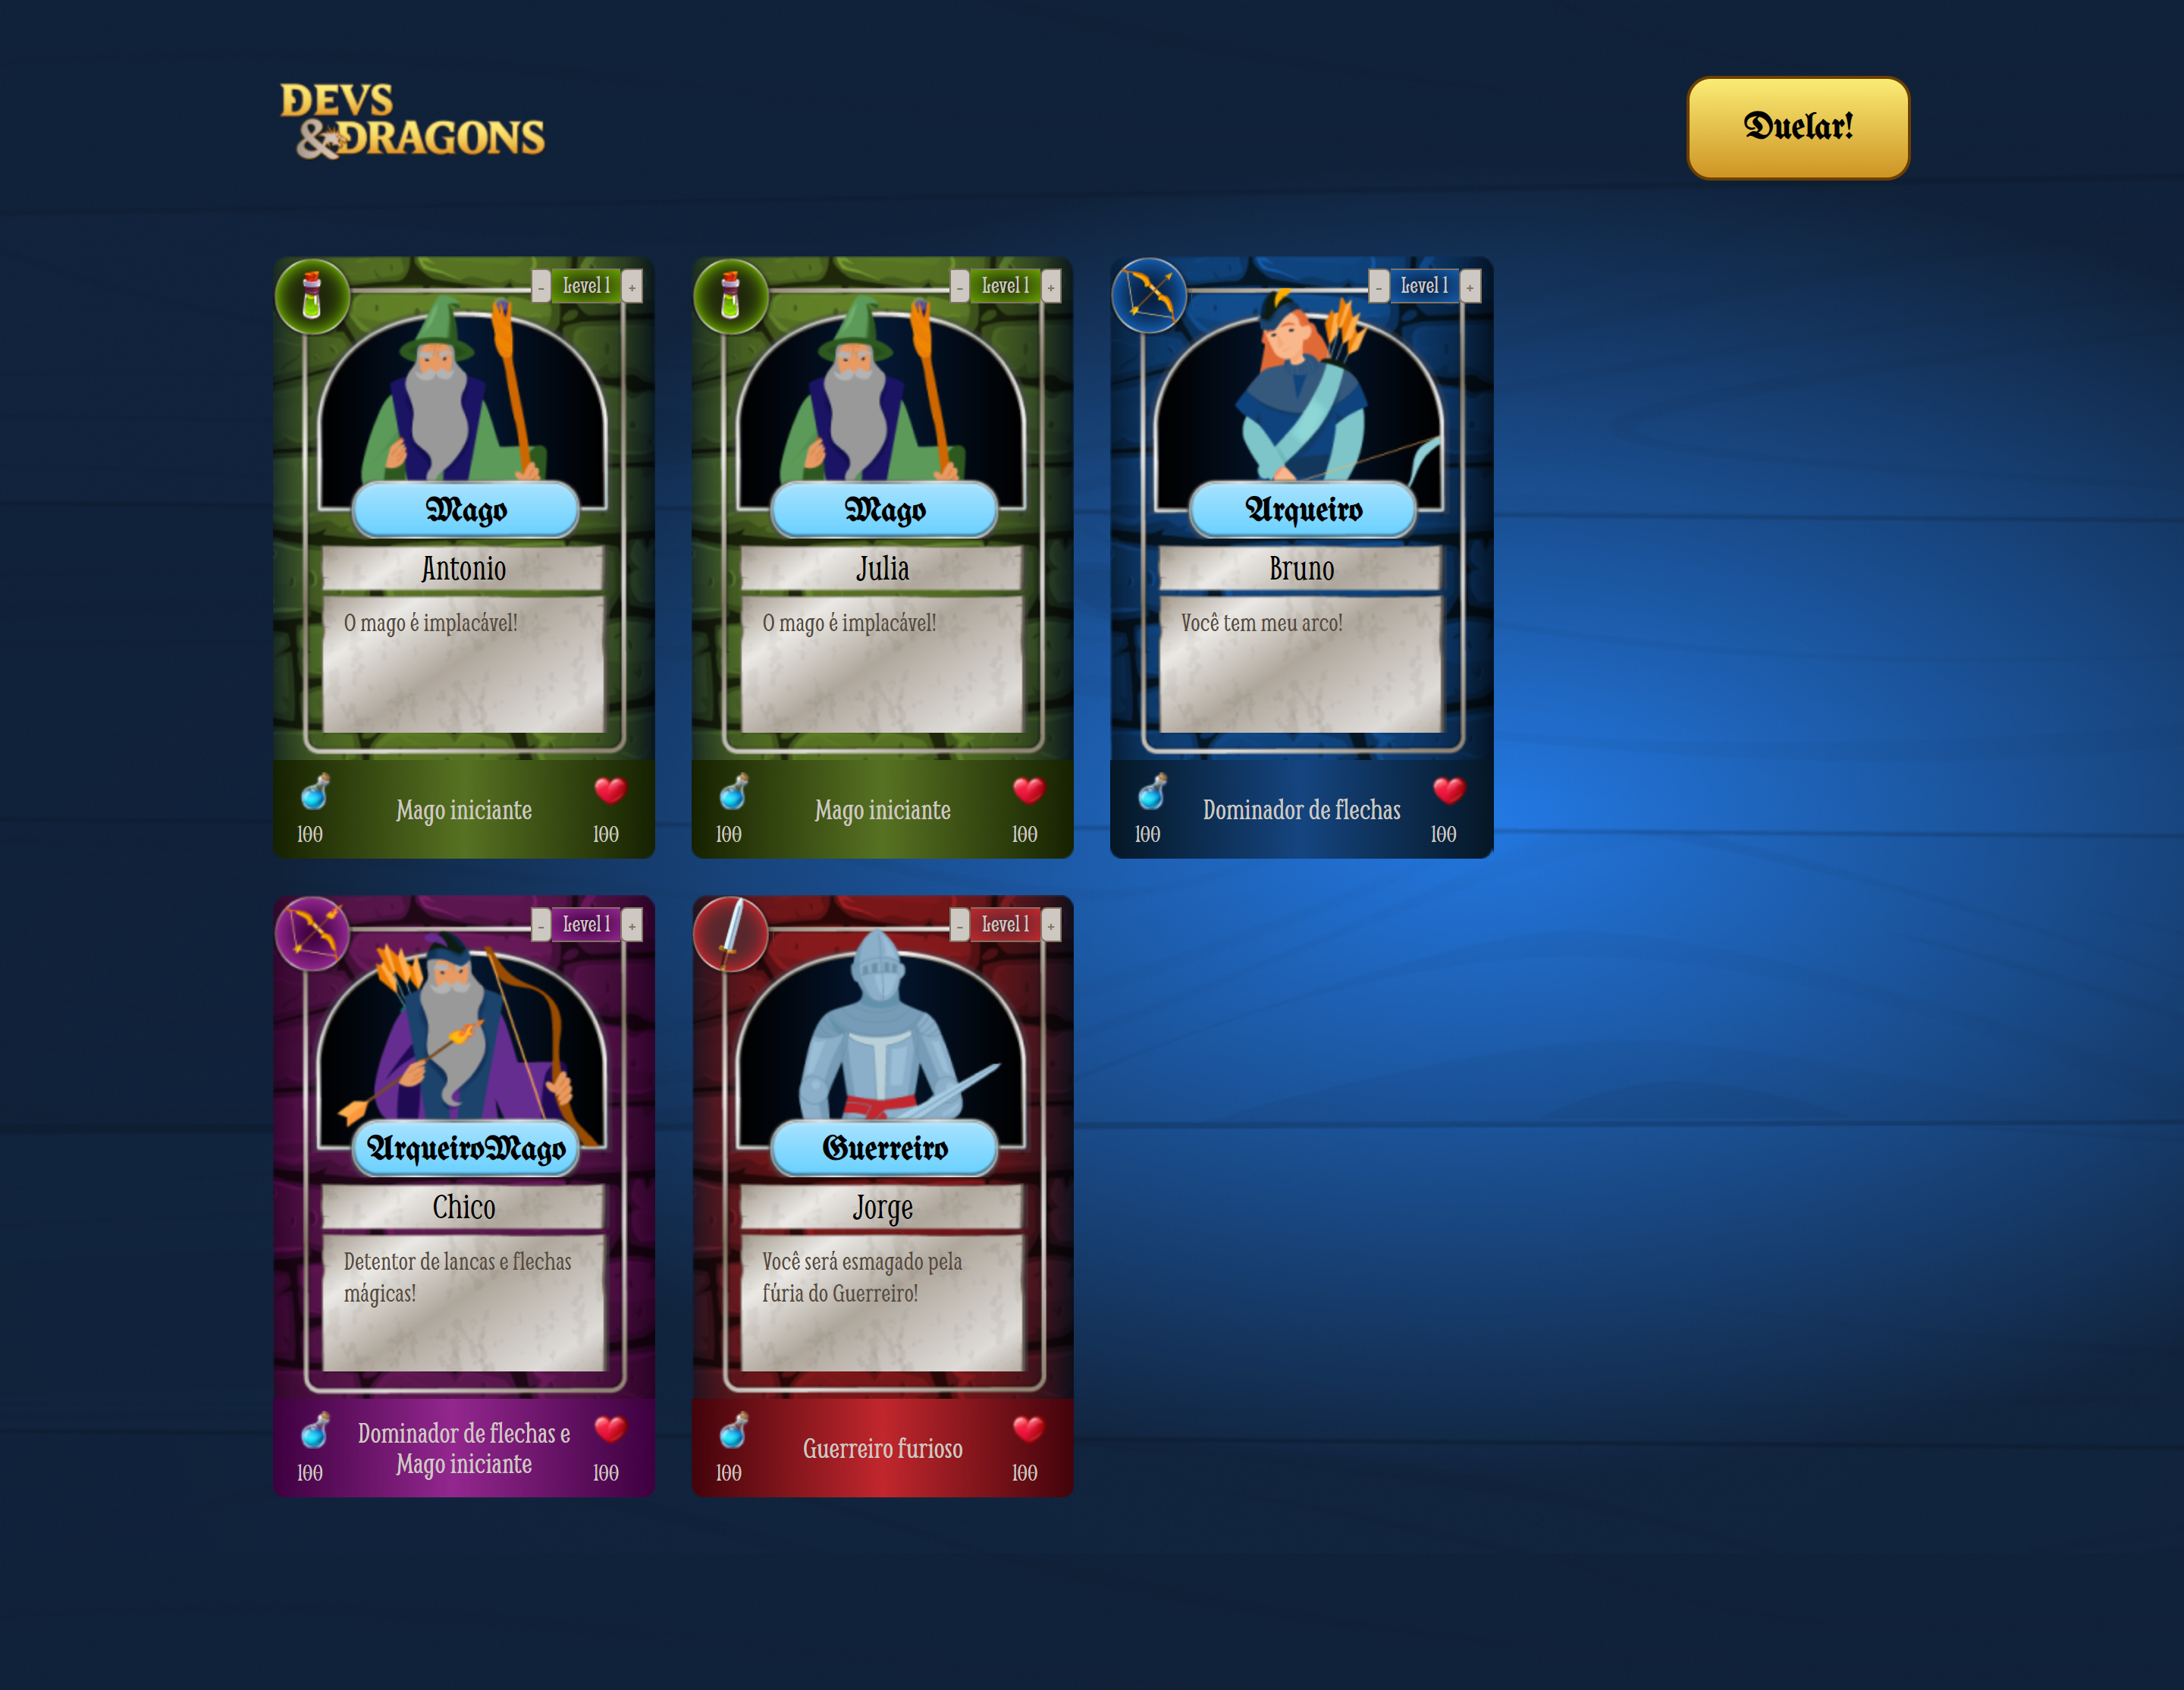 DEVS
&DRAGONS
Duelar!
- Level 1 +
Mago
Antonio
O mago é implacável!
100
Mago iniciante
100
- Level 1 +
Mago
Julia
O mago é implacável!
100
Mago iniciante
100
- Level 1 +
Arqueiro
Bruno
Você tem meu arco!
100
Dominador de flechas
100
- Level 1 +
ArqueiroMago
Chico
Detentor de lancas e flechas
mágicas!
100
Dominador de flechas e
Mago iniciante
100
- Level 1 +
Guerreiro
Jorge
Você será esmagado pela
fúria do Guerreiro!
100
Guerreiro furioso
100